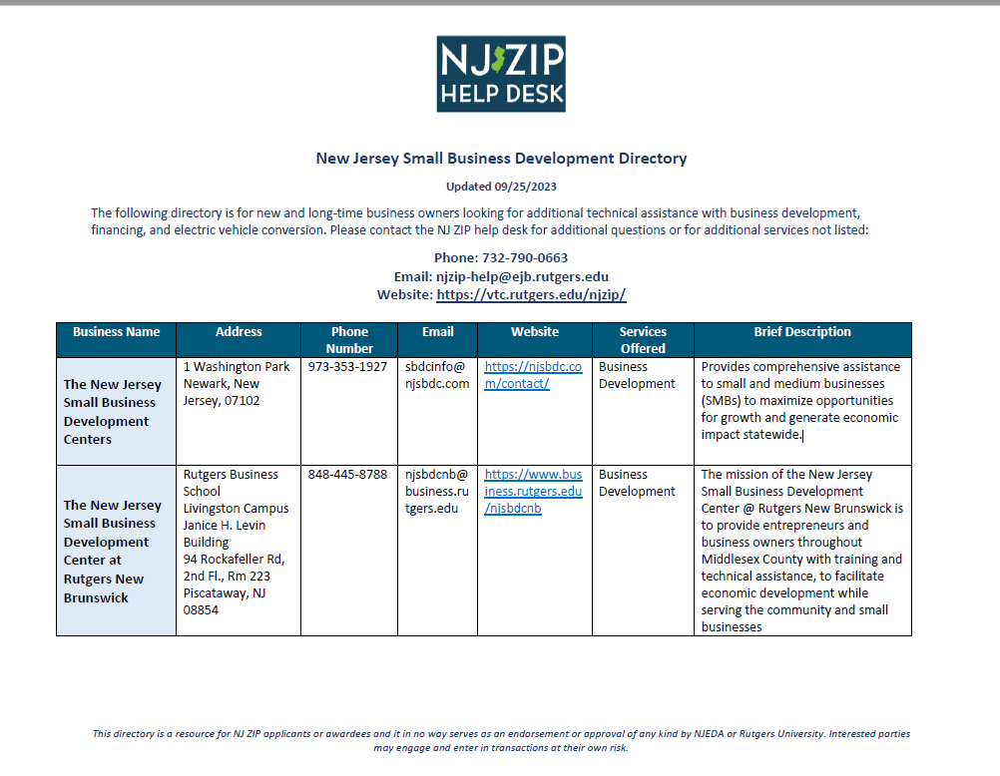 NJ ZIP
HELP DESK
New Jersey Small Business Development Directory
Updated 09/25/2023
The following directory is for new and long-time business owners looking for additional technical assistance with business development,
financing, and electric vehicle conversion. Please contact the NJ ZIP help desk for additional questions or for additional services not listed:
Phone: 732-790-0663
Email: njzip-help@ejb.rutgers.edu
Website: https://vtc.rutgers.edu/njzip/
Business Name
Address
Phone
Number
Email
Website
Services
Offered
Brief Description
The New Jersey
Small Business
Development
Centers
1 Washington Park
Newark, New
Jersey, 07102
973-353-1927
sbdcinfo@
njsbdc.com
https://njsbdc.co
m/contact/
Business
Development
Provides comprehensive assistance
to small and medium businesses
(SMBs) to maximize opportunities
for growth and generate economic
impact statewide.
The New Jersey
Small Business
Development
Center at
Rutgers New
Brunswick
Rutgers Business
School
Livingston Campus
Janice H. Levin
Building
94 Rockafeller Rd,
2nd Fl., Rm 223
Piscataway, NJ
08854
848-445-8788
njsbdcnb@
business.ru
tgers.edu
https://www.bus
iness.rutgers.edu
/njsbdcnb
Business
Development
The mission of the New Jersey
Small Business Development
Center @ Rutgers New Brunswick is
to provide entrepreneurs and
business owners throughout
Middlesex County with training and
technical assistance, to facilitate
economic development while
serving the community and small
businesses
This directory is a resource for NJ ZIP applicants or awardees and it in no way serves as an endorsement or approval of any kind by NJEDA or Rutgers University. Interested parties
may engage and enter in transactions at their own risk.